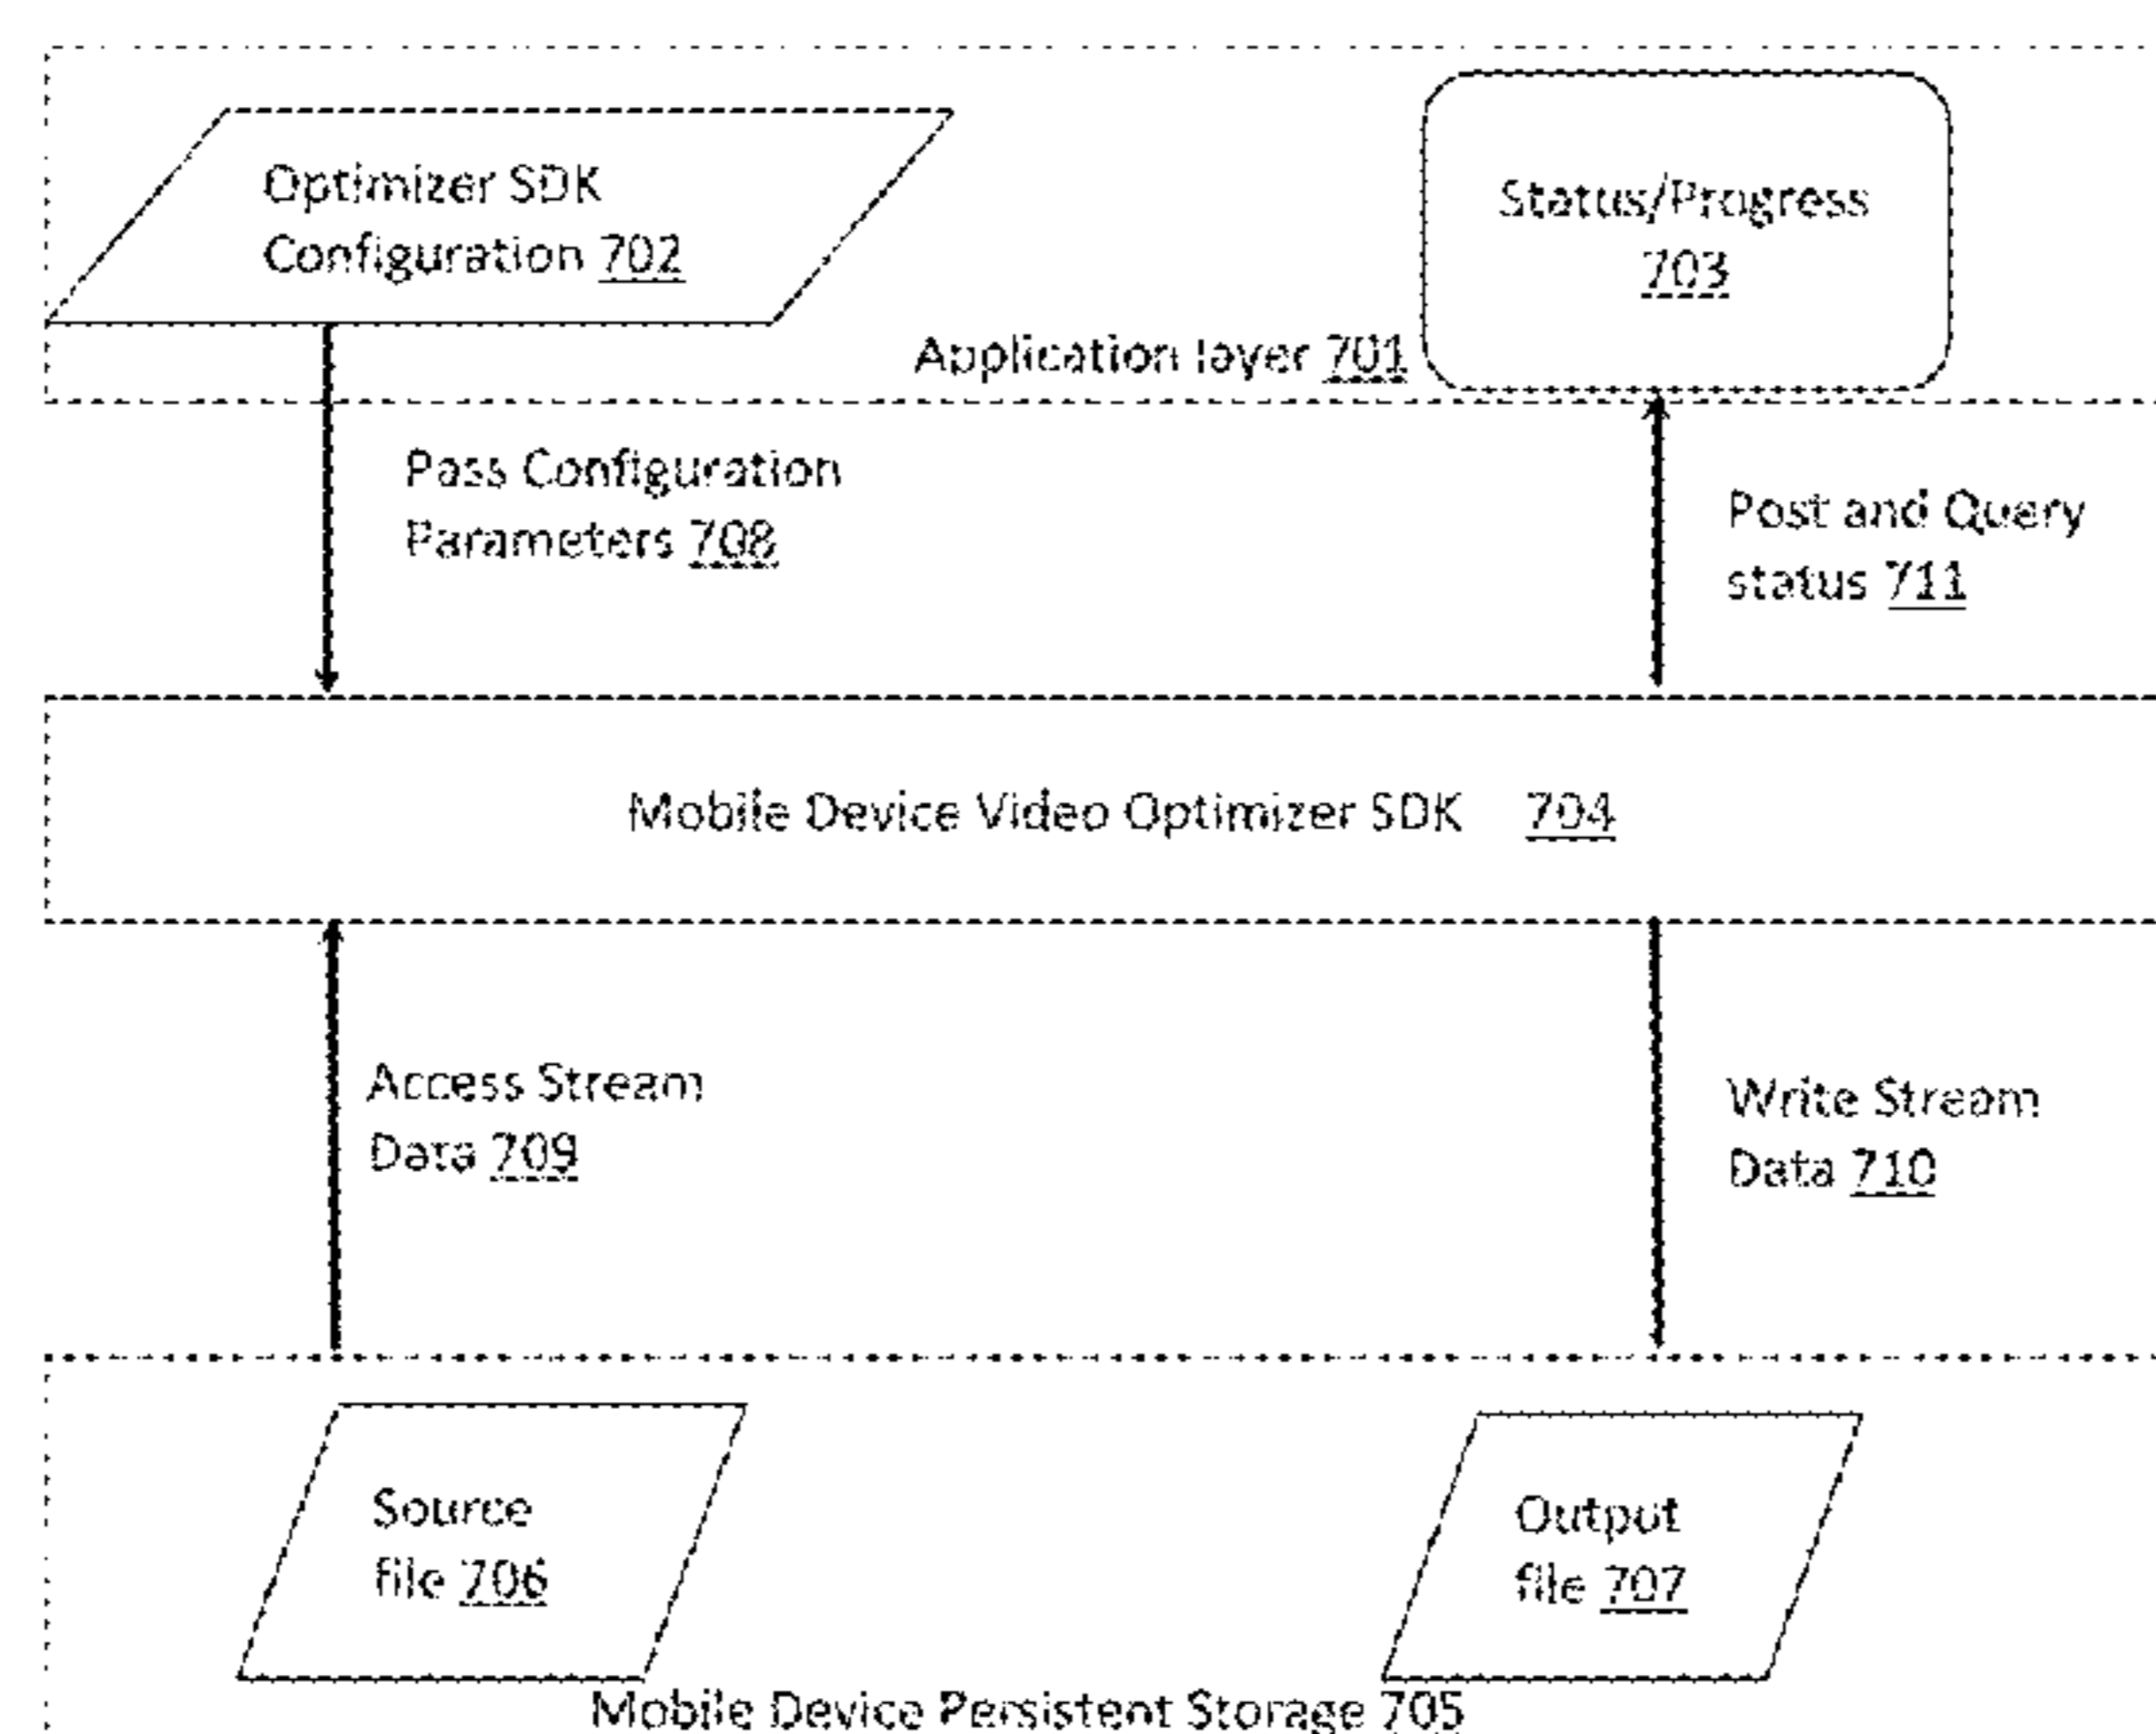 Optimizer SDK
Configuration 702
Status/Progress
703
Application layer 701
Pass Configuration
Parameters 708
Post and Query
status 711
Mobile Device Video Optimizer SDK 704
Access Stream
Data 709
Write Stream
Data 710
Source
file 706
Output
file 707
Mobile Device Persistent Storage 705